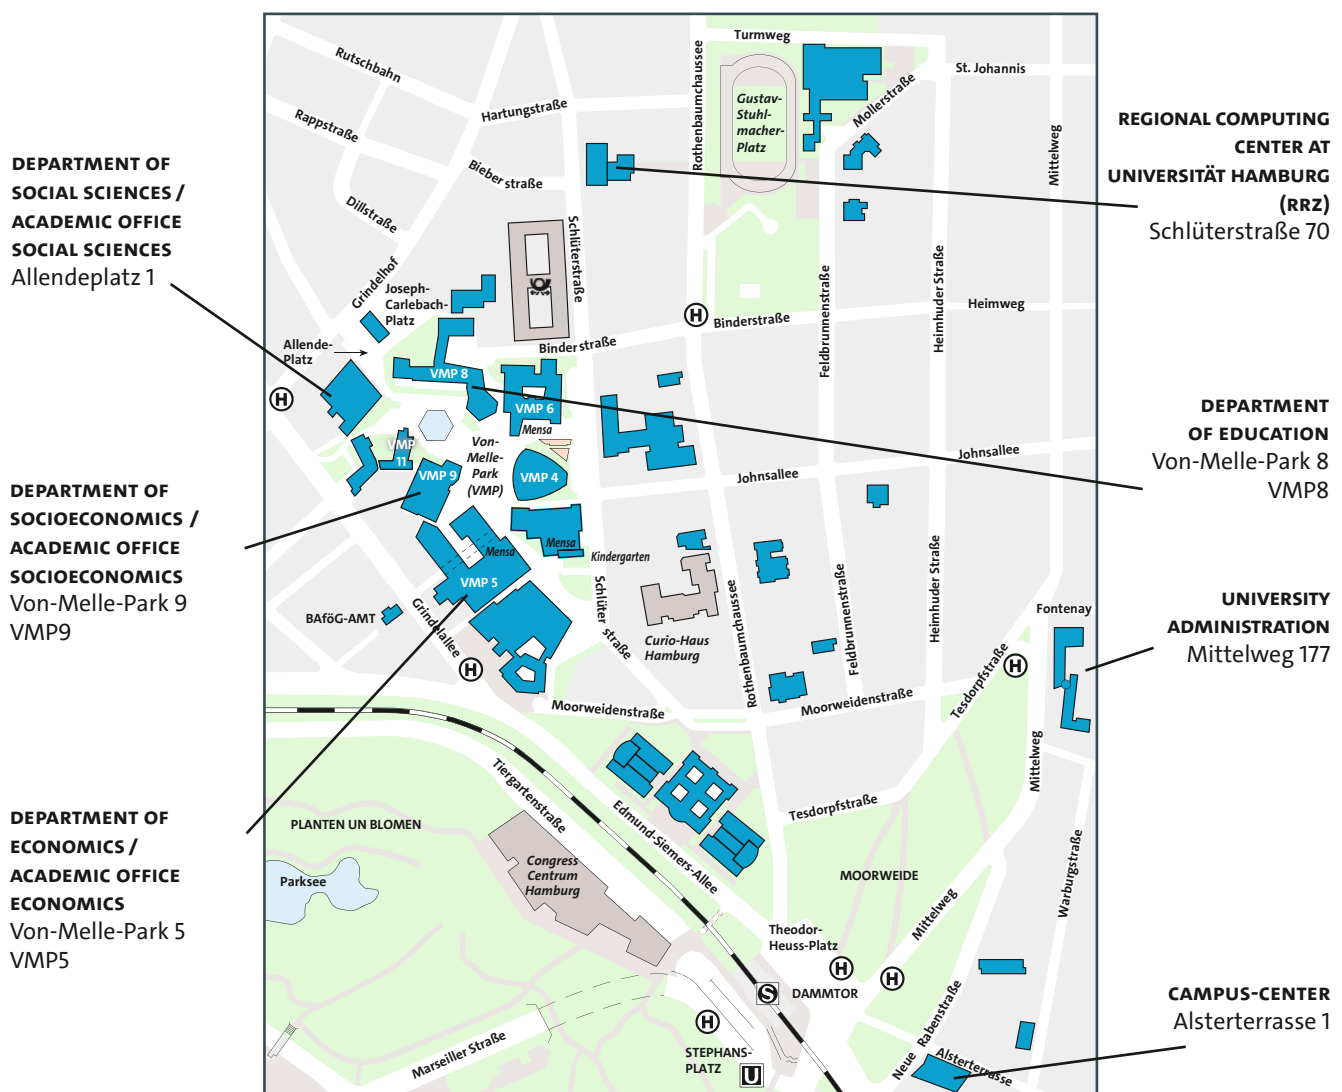 DEPARTMENT OF
SOCIAL SCIENCES /
ACADEMIC OFFICE
SOCIAL SCIENCES
Allendeplatz 1
DEPARTMENT OF
SOCIOECONOMICS /
ACADEMIC OFFICE
SOCIOECONOMICS
Von-Melle-Park 9
VMP9
DEPARTMENT OF
ECONOMICS /
ACADEMIC OFFICE
ECONOMICS
Von-Melle-Park 5
VMP5
Turmweg
Rutschbahn
St. Johannis
Rothenbaumchaussee
Hartungstraße
Gustav-
Stuhl-
macher-
Platz
Mollerstraße
Rappstraße
Mittelweg
Bieberstraße
Dillstraße
Schlüterstraße
Grindelhof
Joseph-
Carlebach-
Platz
Feldbrunnenstraße
Heimhuder Straße
Heimweg
H
Binderstraße
Binderstraße
Allende-
Platz
VMP 8
H
VMP 6
Mensa
VMP
11
Von-
Melle-
Park
(VMP)
VMP 9
VMP 4
Johnsallee
Johnsallee
Mensa
Mensa
Kindergarten
VMP 5
Schlüterstraße
Rothenbaumchaussee
Feldbrunnenstraße
Heimhuder Straße
BAföG-AMT
Grindelallee
Curio-Haus
Hamburg
Fontenay
H
H
Tesdorpfstraße
Moorweidenstraße
Moorweidenstraße
Mittelweg
Tiergartenstraße
Edmund-Siemers-Allee
Tesdorpfstraße
PLANTEN UN BLOMEN
Parksee
Congress
Centrum
Hamburg
MOORWEIDE
Warburgstraße
Mittelweg
Theodor-
Heuss-Platz
H
H
S
DAMMTOR
H
Neue Rabenstraße
Marseiller Straße
STEPHANS-
PLATZ
U
Alsterterrasse
REGIONAL COMPUTING
CENTER AT
UNIVERSITÄT HAMBURG
(RRZ)
Schlüterstraße 70
DEPARTMENT
OF EDUCATION
Von-Melle-Park 8
VMP8
UNIVERSITY
ADMINISTRATION
Mittelweg 177
CAMPUS-CENTER
Alsterterrasse 1